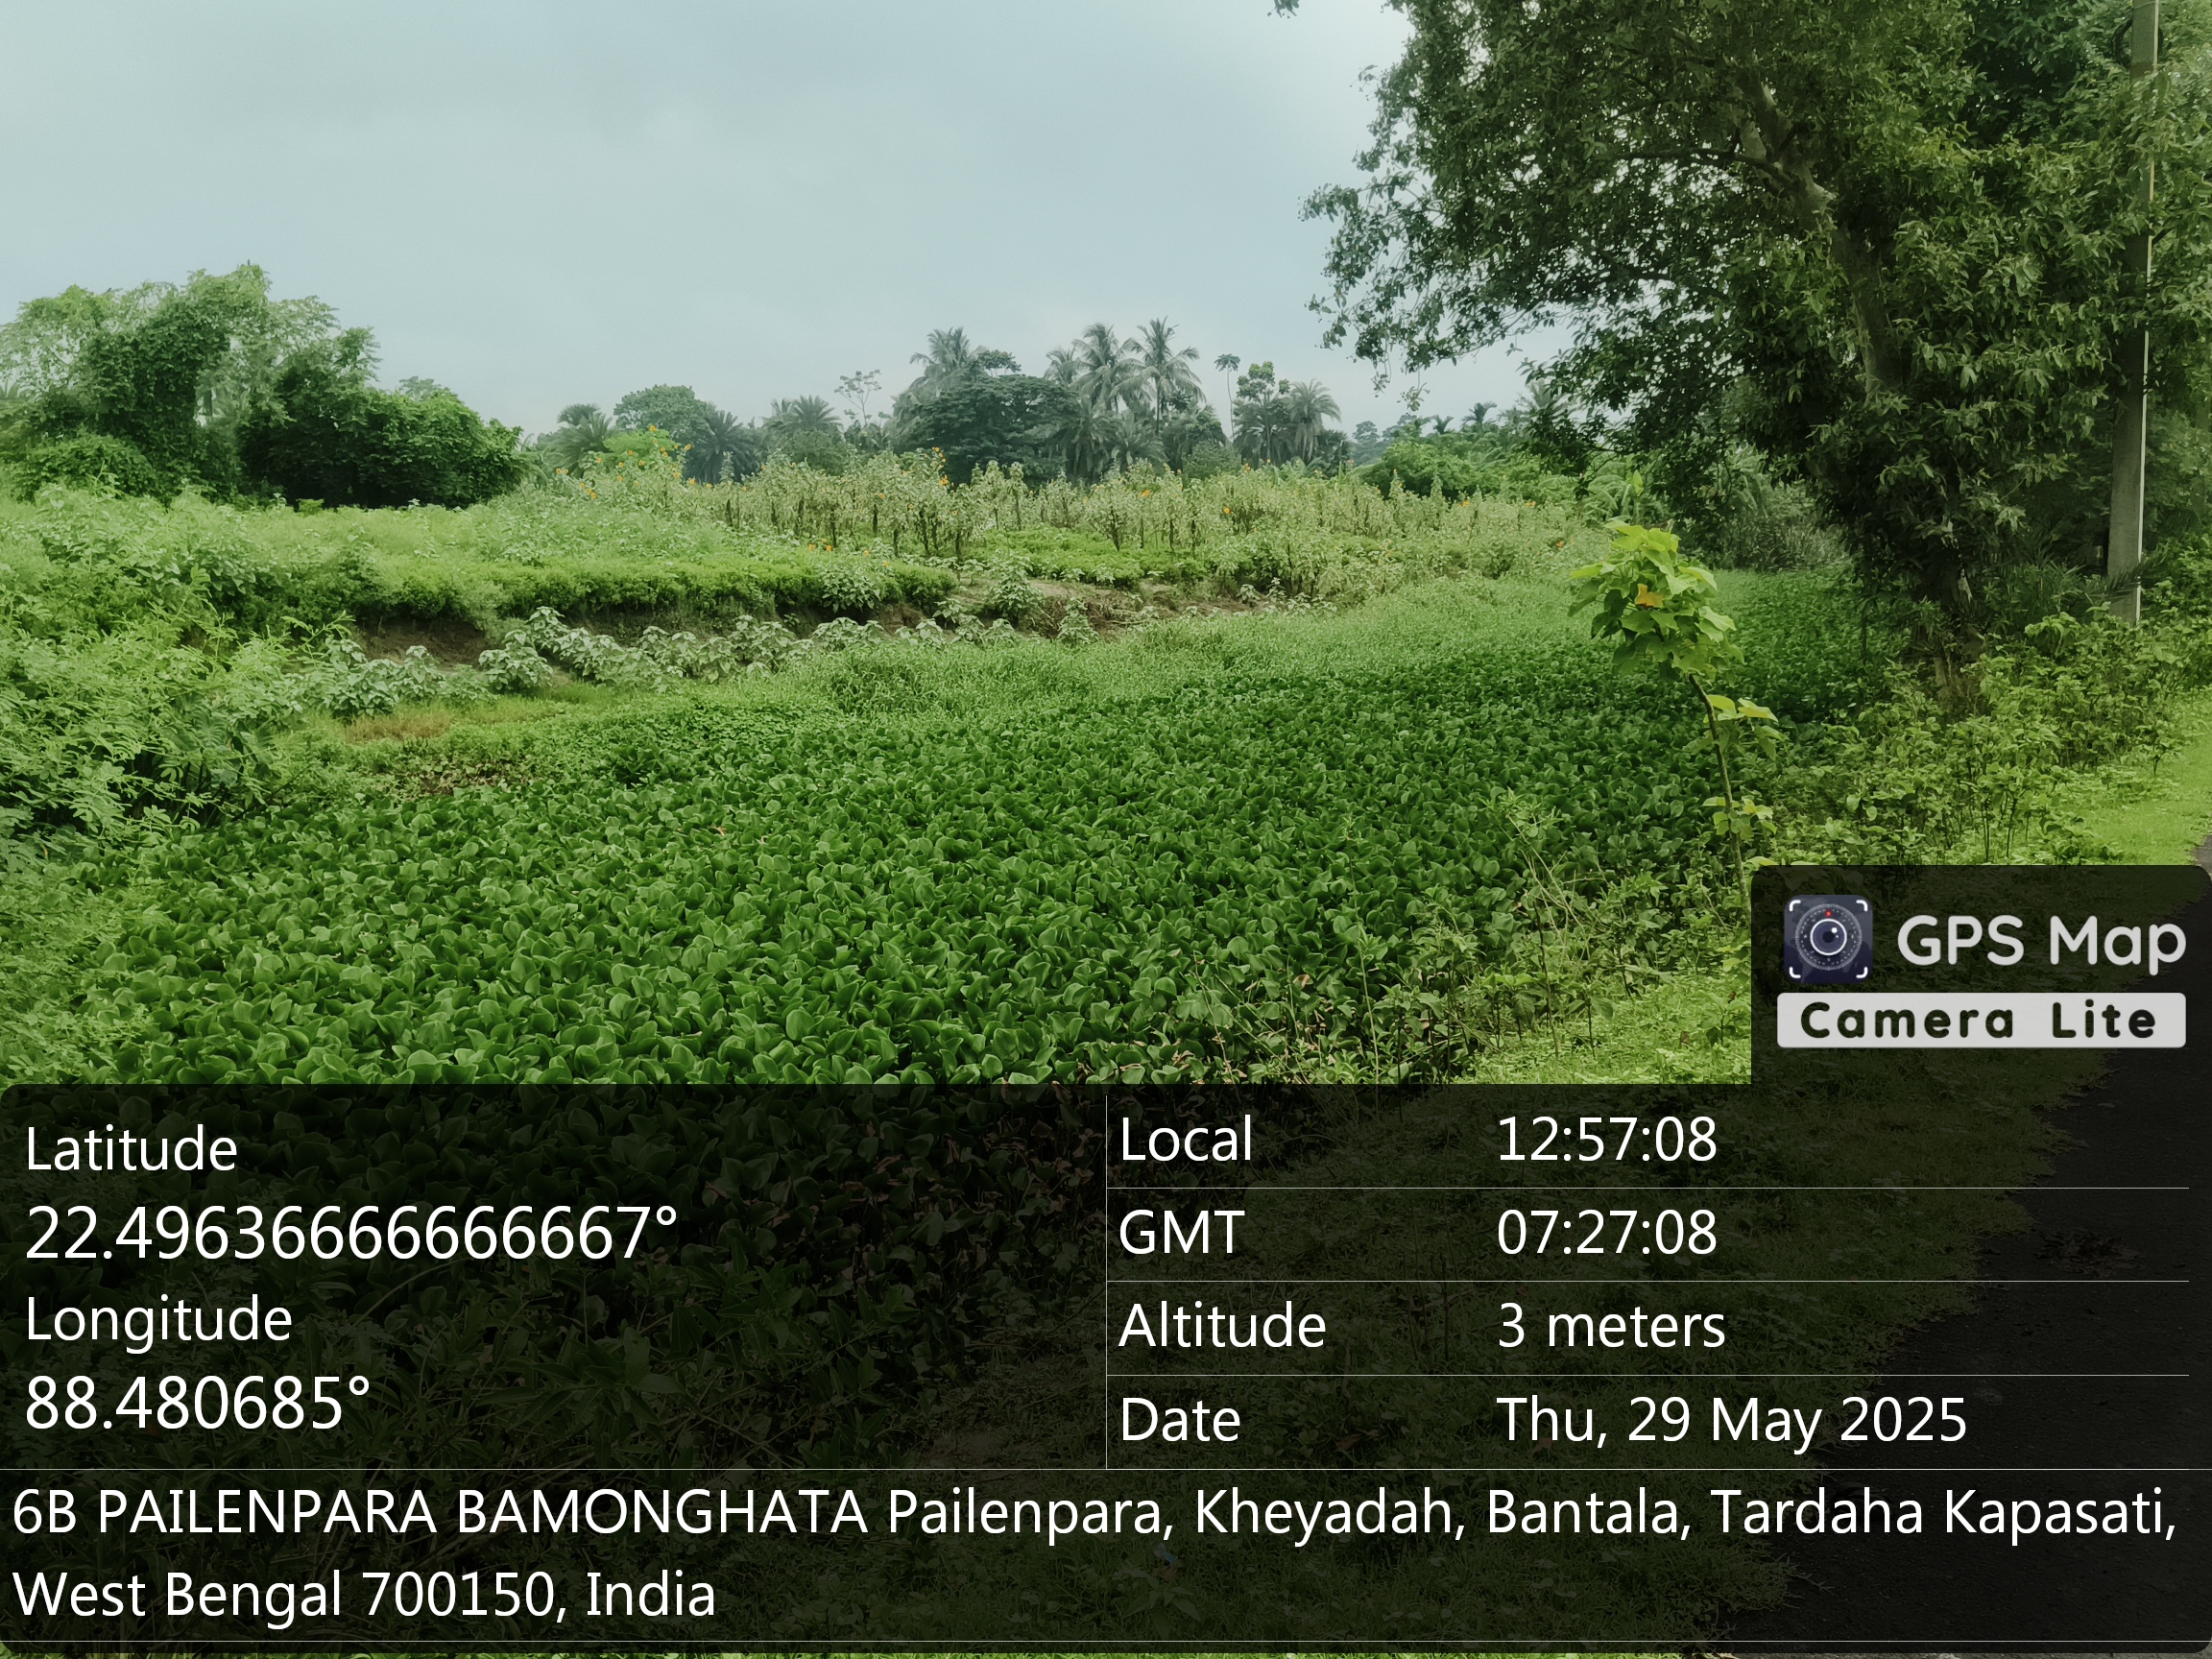 GPS Map
Camera Lite
Latitude
22.49636666666667°
Longitude
88.480685°
Local 12:57:08
GMT 07:27:08
Altitude 3 meters
Date Thu, 29 May 2025
6B PAILENPARA BAMONGHATA Pailenpara, Kheyadah, Bantala, Tardaha Kapasati,
West Bengal 700150, India